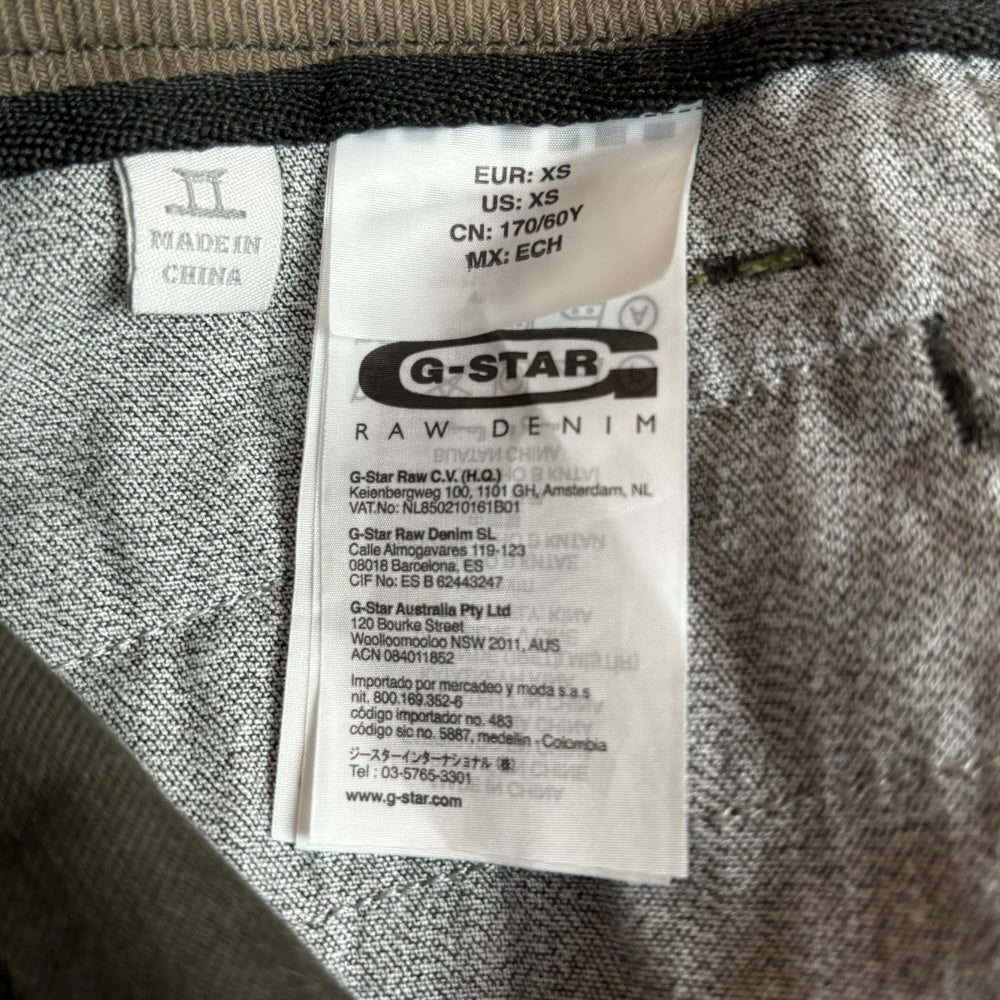 MADE IN
CHINA
EUR: XS
US: XS
CN: 170/60Y
MX: ECH
G-STAR
RAW DENIM
G-Star Raw C.V. (H.Q.)
Keienbergweg 100, 1101 GH, Amsterdam, NL
VAT.No: NL850210161B01
G-Star Raw Denim SL
Calle Almogavares 119-123
08018 Barcelona, ES
CIF No: ES B 62443247
G-Star Australia Pty Ltd
120 Bourke Street
Woolloomooloo NSW 2011, AUS
ACN 084011852
Importado por mercadeo y moda s.a.s
nit. 800.169.352-6
código importador no. 483
código sic no. 5887, medellin - Colombia
ジースターインターナショナル (株)
Tel : 03-5765-3301
www.g-star.com